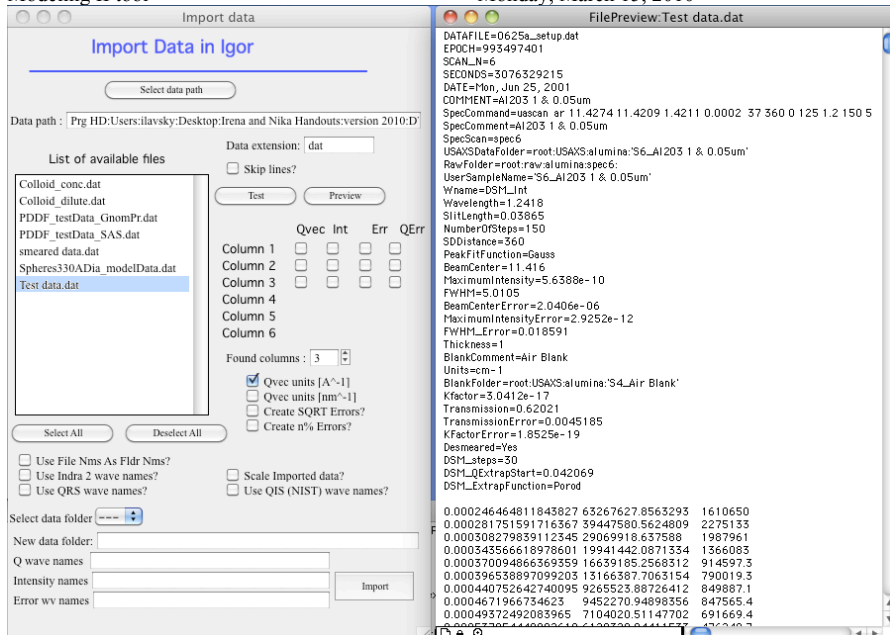 Modeling II tool Monday, March 15, 2010
Import data
Import Data in Igor
Select data path
Data path : Prg HD:Users:ilavsky:Desktop:Irena and Nika Handouts:version 2010:D
List of available files
Data extension: dat
Skip lines?
Test Preview
Colloid_conc.dat
Colloid_dilute.dat
PDDF_testData_GnomPr.dat
PDDF_testData_SAS.dat
smeared data.dat
Spheres330ADia_modelData.dat
Test data.dat
Qvec Int Err QErr
Column 1
Column 2
Column 3
Column 4
Column 5
Column 6
Found columns : 3
Qvec units [A^-1]
Qvec units [nm^-1]
Create SQRT Errors?
Create n% Errors?
Select All Deselect All
Use File Nms As Fldr Nms?
Use Indra 2 wave names?
Use QRS wave names?
Scale Imported data?
Use QIS (NIST) wave names?
Select data folder ---
New data folder:
Q wave names
Intensity names
Error wv names
Import
FilePreview:Test data.dat
DATAFILE=0625a_setup.dat
EPOCH=993497401
SCAN_N=6
SECONDS=3076329215
DATE=Mon, Jun 25, 2001
COMMENT=Al203 1 & 0.05um
SpecCommand=uascan ar 11.4274 11.4209 1.4211 0.0002 37 360 0 125 1.2 150 5
SpecComment=Al203 1 & 0.05um
SpecScan=spec6
USAXSDataFolder=root:USAXS:alumina:'S6_Al203 1 & 0.05um'
RawFolder=root:raw:alumina:spec6:
UserSampleName='S6_Al203 1 & 0.05um'
Wname=DSM_Int
Wavelength=1.2418
SlitLength=0.03865
NumberOfSteps=150
SDDistance=360
PeakFitFunction=Gauss
BeamCenter=11.416
MaximumIntensity=5.6388e-10
FWHM=5.0105
BeamCenterError=2.0406e-06
MaximumIntensityError=2.9252e-12
FWHM_Error=0.018591
Thickness=1
BlankComment=Air Blank
Units=cm-1
BlankFolder=root:USAXS:alumina:'S4_Air Blank'
Kfactor=3.0412e-17
Transmission=0.62021
TransmissionError=0.0045185
KFactorError=1.8525e-19
Desmeared=Yes
DSM_steps=30
DSM_QExtrapStart=0.042069
DSM_ExtrapFunction=Porod
0.000246464811843827 63267627.8563293 1610650
0.000281751591716367 39447580.5624809 2275133
0.000308279839112345 29069918.637588 1987961
0.000343566618978601 19941442.0871334 1366083
0.000370094866369359 16639185.2568312 914597.3
0.000396538897099203 13166387.7063154 790019.3
0.000440752642740095 9265523.88726412 849887.1
0.0004671966734623 9452270.94898356 847565.4
0.00049372492083965 7104020.51147702 691669.4